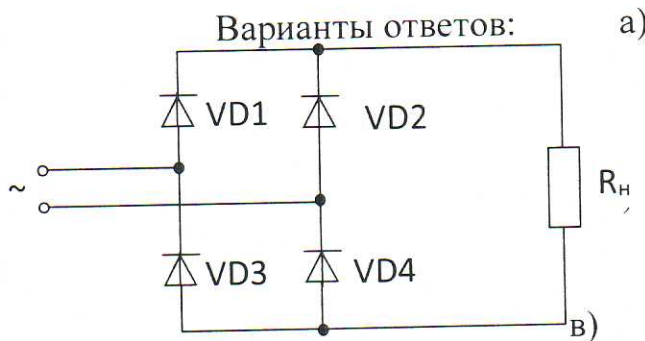 Варианты ответов: а)
VD1 VD2
~ Rн
VD3 VD4
в)